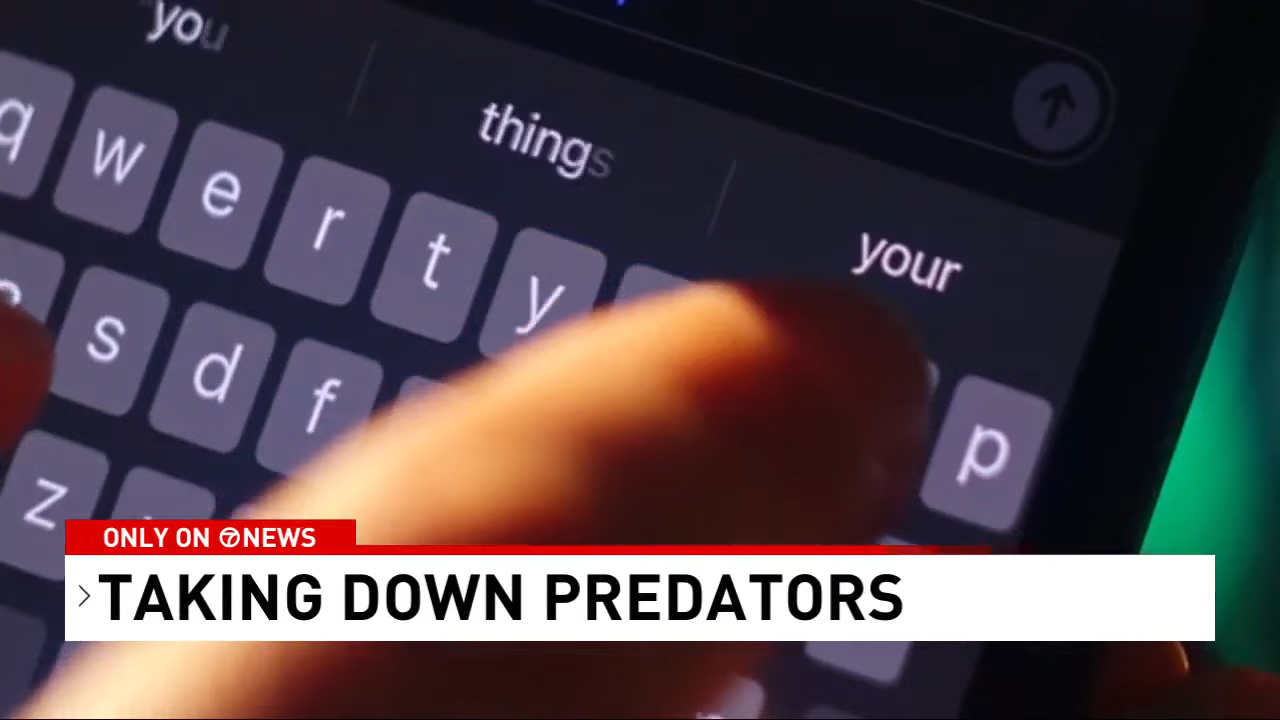 you
things
your
q w e r t y
s d f
p
z
ONLY ON 7NEWS
TAKING DOWN PREDATORS